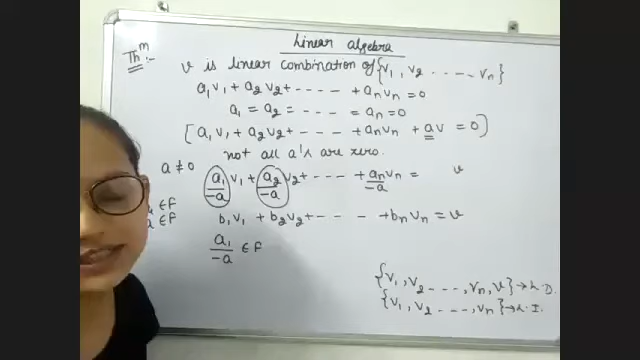 Linear algebra
Thm:-
v is linear combination of {v1, v2 ----, vn}
a1v1 + a2v2 + ---- + anvn = 0
a1 = a2 = ---- = an = 0
[a1v1 + a2v2 + ---- + anvn + av = 0]
not all a's are zero.
a ≠ 0
a1/-a v1 + a2/-a v2 + ---- + an/-a vn = v
∈ F
a ∈ F
b1v1 + b2v2 + --- - + bnvn = v
a1/-a ∈ F
{v1, v2 ---, vn, v} → L.D.
{v1, v2 ---, vn} → L.I.